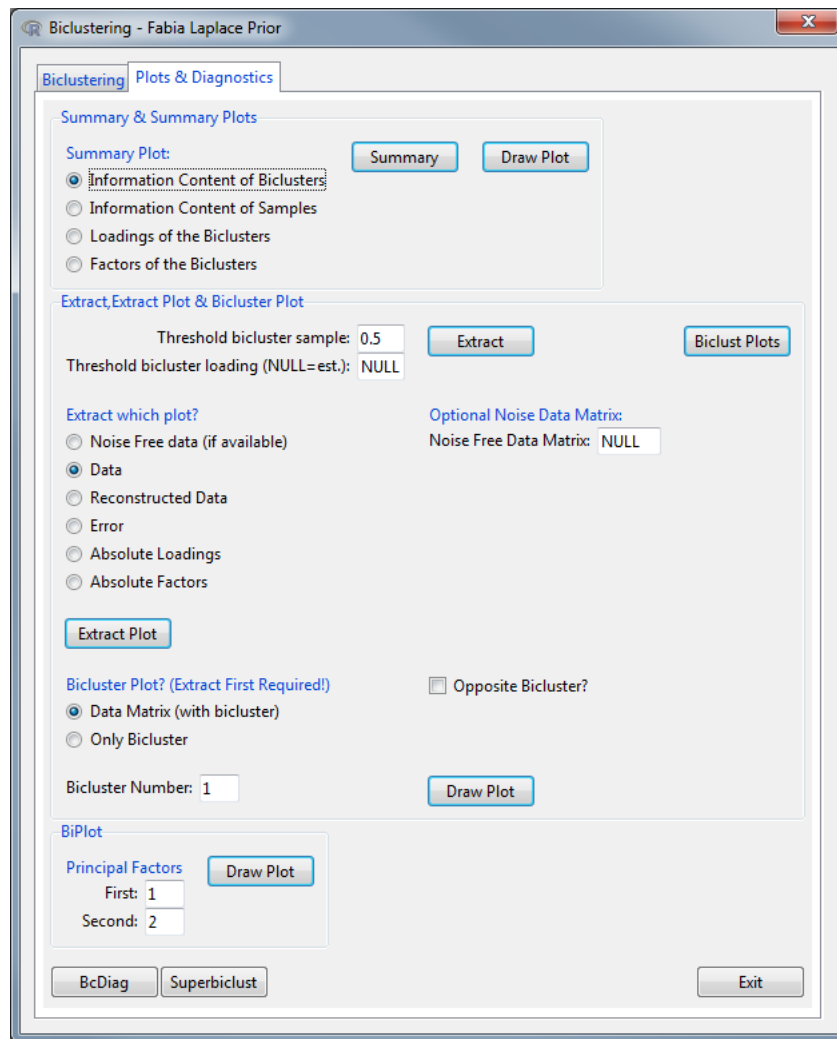 Biclustering - Fabia Laplace Prior
Biclustering Plots & Diagnostics
Summary & Summary Plots
Summary Plot: Summary Draw Plot
Information Content of Biclusters
Information Content of Samples
Loadings of the Biclusters
Factors of the Biclusters
Extract,Extract Plot & Bicluster Plot
Threshold bicluster sample: 0.5 Extract Biclust Plots
Threshold bicluster loading (NULL=est.): NULL
Extract which plot? Optional Noise Data Matrix:
Noise Free data (if available) Noise Free Data Matrix: NULL
Data
Reconstructed Data
Error
Absolute Loadings
Absolute Factors
Extract Plot
Bicluster Plot? (Extract First Required!) Opposite Bicluster?
Data Matrix (with bicluster)
Only Bicluster
Bicluster Number: 1 Draw Plot
BiPlot
Principal Factors Draw Plot
First: 1
Second: 2
BcDiag Superbiclust Exit